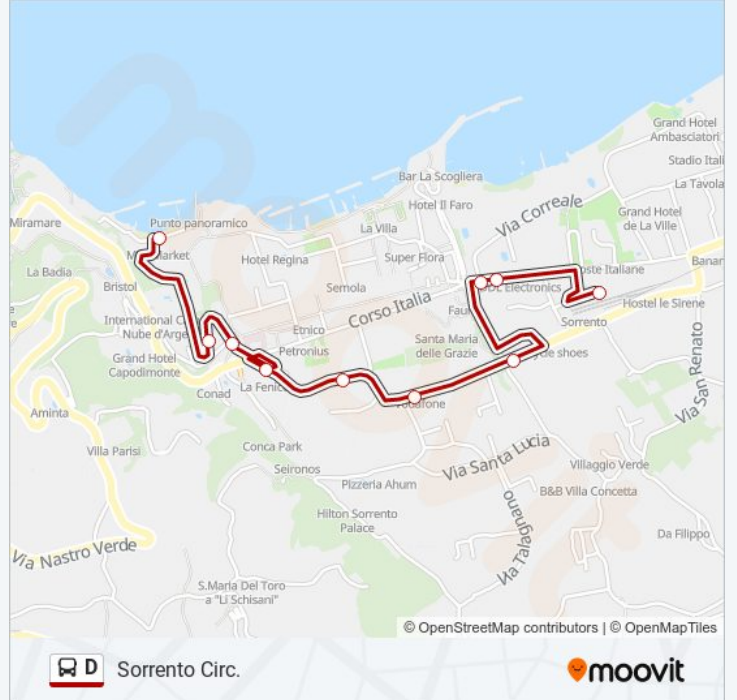 Grand Hotel
Ambasciatori
Stadio Itali
La Tavola
Bar La Scogliera
Hotel Il Faro
Via Correale
Grand Hotel
de La Ville
Miramare
Punto panoramico
La Villa
Super Flora
Banar
La Badia
Hotel Regina
oste Italiane
Bristol
Semola
Corso Italia
Electronics
Hostel le Sirene
International C
Nube d'Arge
Etnico
Petronius
Santa Maria
delle Grazie
Sorrento
de shoes
Grand Hotel
Capodimonte
La Fenic
Conad
Aminta
Via San Renato
Villa Parisi
Conca Park
Seironos
Via Santa Lucia
Villaggio Verde
Pizzeria Ahum
B&B Villa Concetta
Hilton Sorrento
Palace
Via Talagnano
Da Filippo
Via Nastro Verde
S.Maria Del Toro
a "Li Schisani"
© OpenStreetMap contributors | © OpenMapTiles
D Sorrento Circ.
moovit